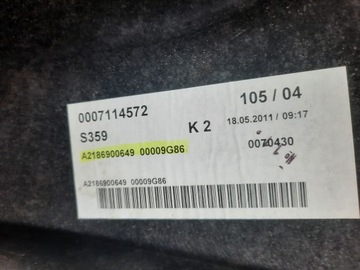 0007114572
105 / 04
S359
K 2
18.05.2011 / 09:17
A2186900649 00009G86
0070430
A2186900649 00009G86